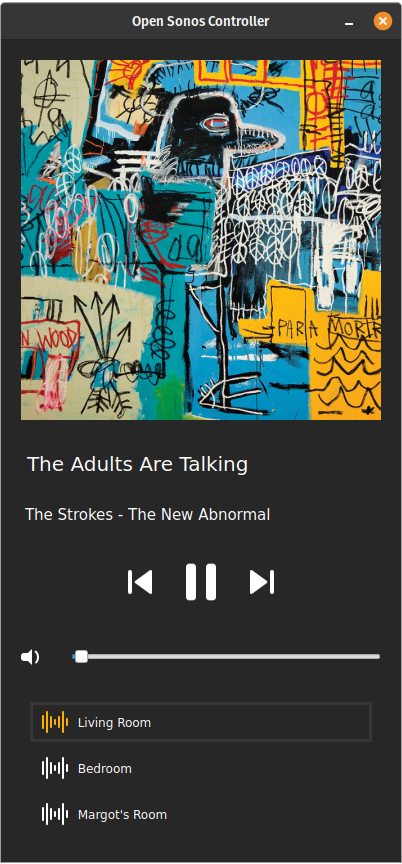 Open Sonos Controller
WOOD
PARA MORIR
The Adults Are Talking
The Strokes - The New Abnormal
Living Room
Bedroom
Margot's Room